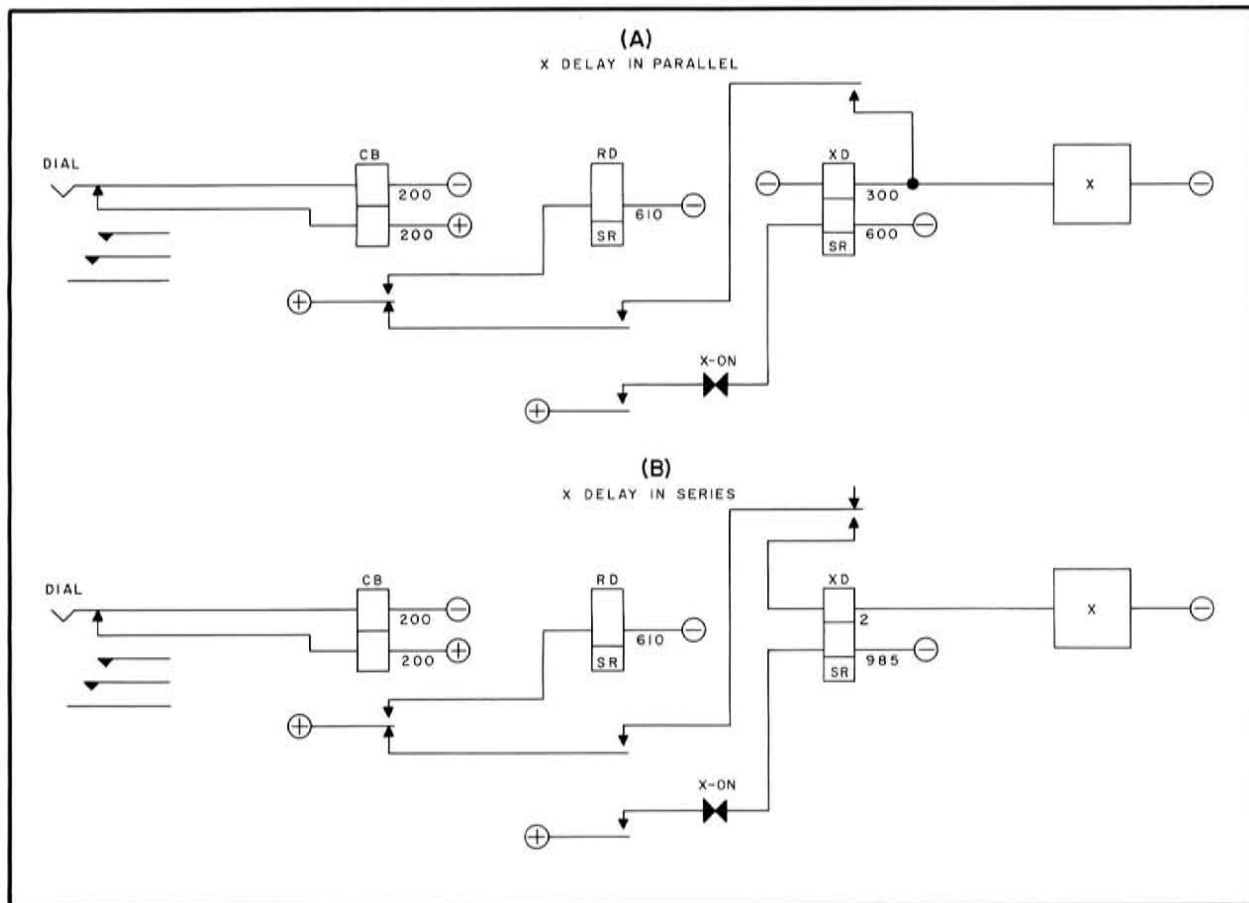 (A)
X DELAY IN PARALLEL
DIAL
CB
200
200
RD
610
SR
XD
300
600
SR
X
X-ON
(B)
X DELAY IN SERIES
DIAL
CB
200
200
RD
610
SR
XD
2
985
SR
X
X-ON